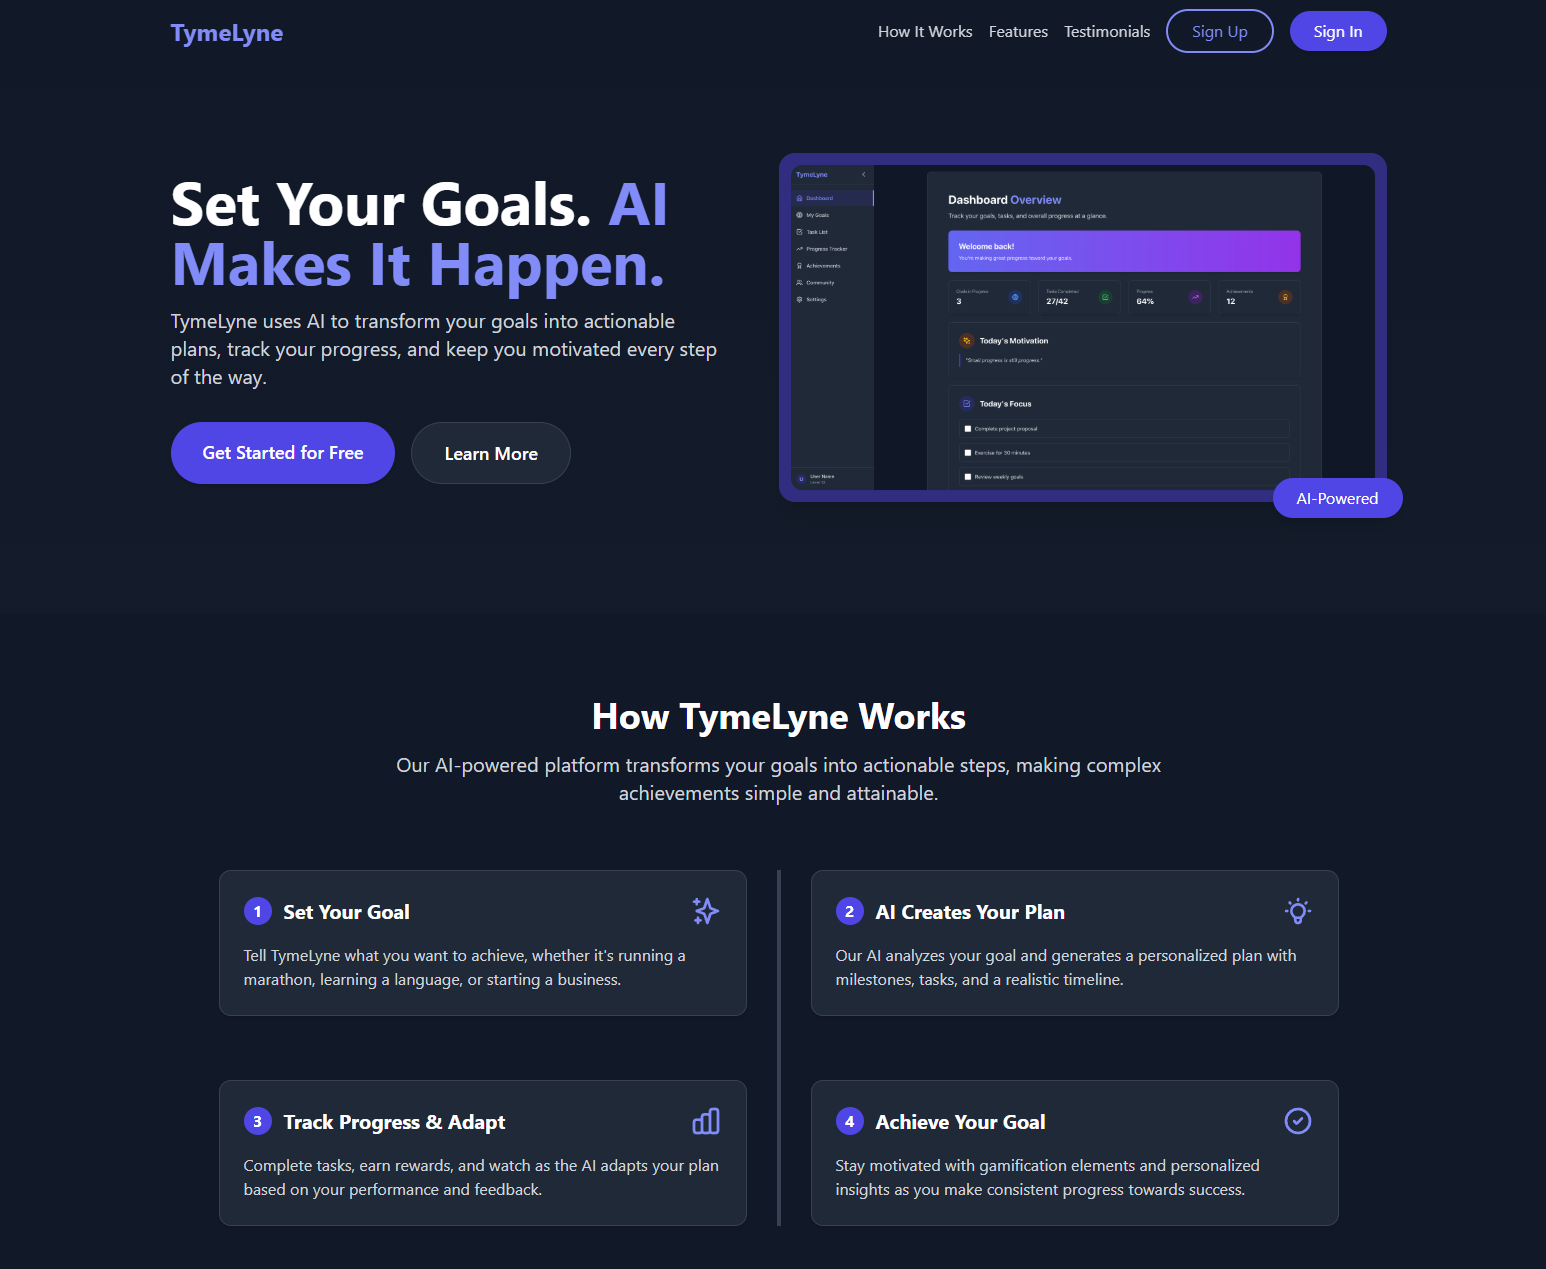 TymeLyne
How It Works
Features
Testimonials
Sign Up
Sign In
Set Your Goals. AI
Makes It Happen.
TymeLyne uses AI to transform your goals into actionable
plans, track your progress, and keep you motivated every step
of the way.
Get Started for Free
Learn More
TymeLyne
Dashboard
My Goals
Task List
Progress Tracker
Achievements
Community
Settings
User Name
Dashboard Overview
Track your goals, tasks, and overall progress at a glance.
Welcome back!
You're making great progress toward your goals.
Goals in Progress
3
Tasks Completed
27/42
Progress
64%
Achievements
12
Today's Motivation
"Small progress is still progress."
Today's Focus
Complete project proposal
Exercise for 30 minutes
Review weekly goals
AI-Powered
How TymeLyne Works
Our AI-powered platform transforms your goals into actionable steps, making complex
achievements simple and attainable.
1 Set Your Goal
Tell TymeLyne what you want to achieve, whether it's running a
marathon, learning a language, or starting a business.
2 AI Creates Your Plan
Our AI analyzes your goal and generates a personalized plan with
milestones, tasks, and a realistic timeline.
3 Track Progress & Adapt
Complete tasks, earn rewards, and watch as the AI adapts your plan
based on your performance and feedback.
4 Achieve Your Goal
Stay motivated with gamification elements and personalized
insights as you make consistent progress towards success.